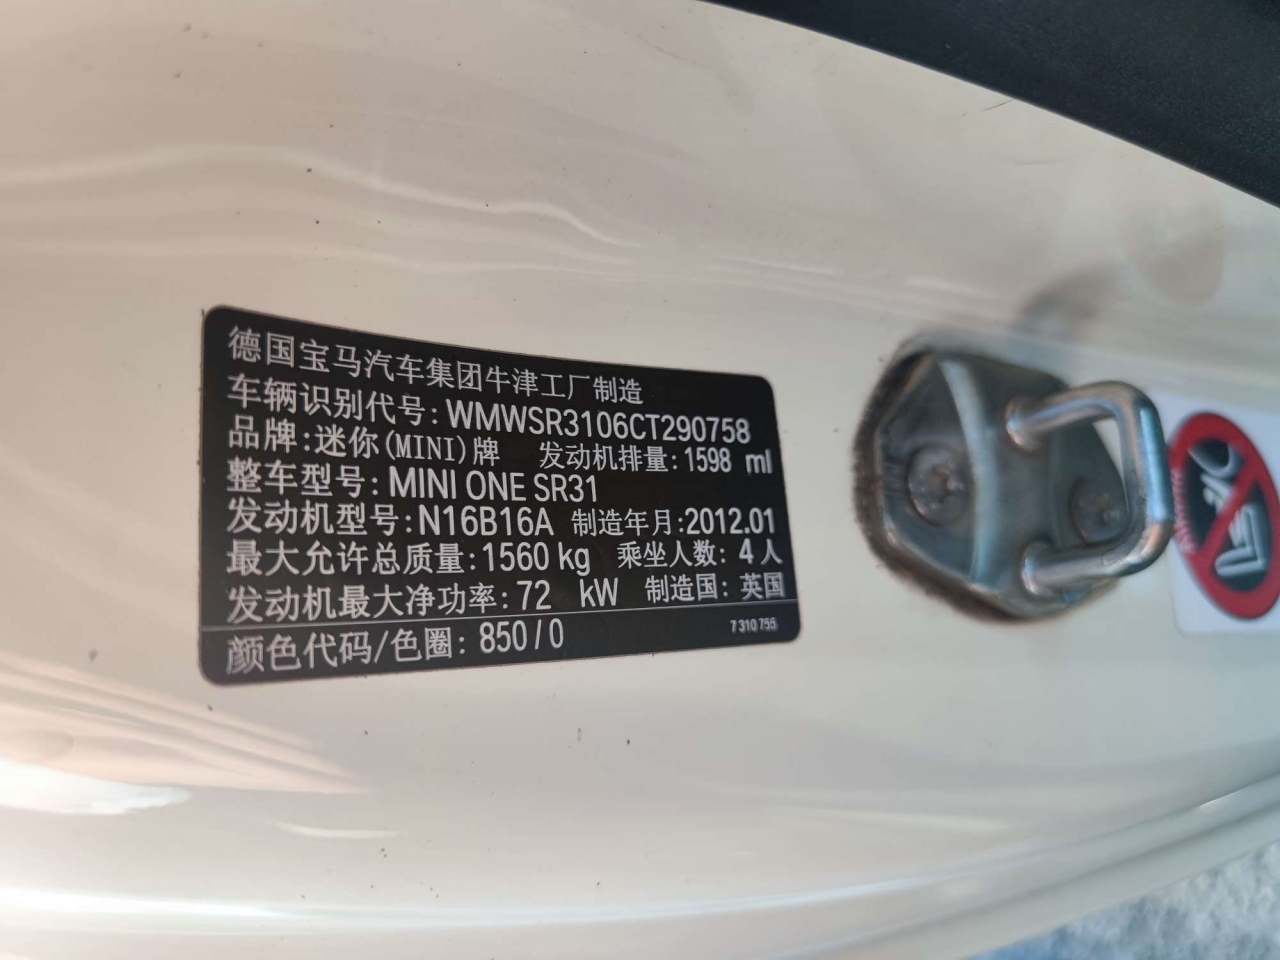 德国宝马汽车集团牛津工厂制造
车辆识别代号: WMWSR3106CT290758
品牌:迷你(MINI)牌 发动机排量:1598 ml
整车型号: MINI ONE SR31
发动机型号:N16B16A 制造年月:2012.01
最大允许总质量:1560 kg 乘坐人数: 4 人
发动机最大净功率: 72 kW 制造国: 英国
颜色代码/色圈: 850/0 7 310 755